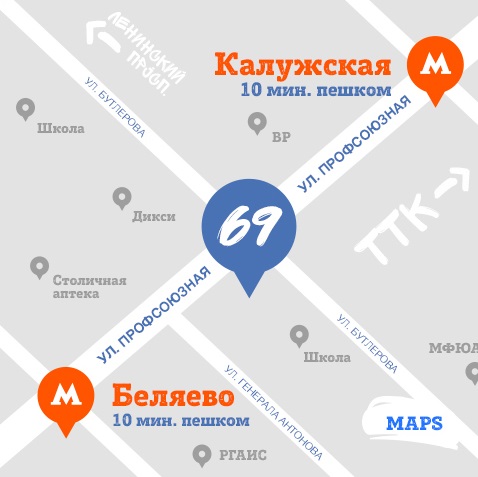 ЛЕНИНСКИЙ
ПРОСП.
Калужская
М
10 мин. пешком
УЛ. БУТЛЕРОВА
Школа
ВР
УЛ. ПРОФСОЮЗНАЯ
Дикси
69
ТТК
Столичная
аптека
УЛ. ПРОФСОЮЗНАЯ
УЛ. БУТЛЕРОВА
Школа
МФЮА
УЛ. ГЕНЕРАЛА АНТОНОВА
М
Беляево
10 мин. пешком
MAPS
РГАИС